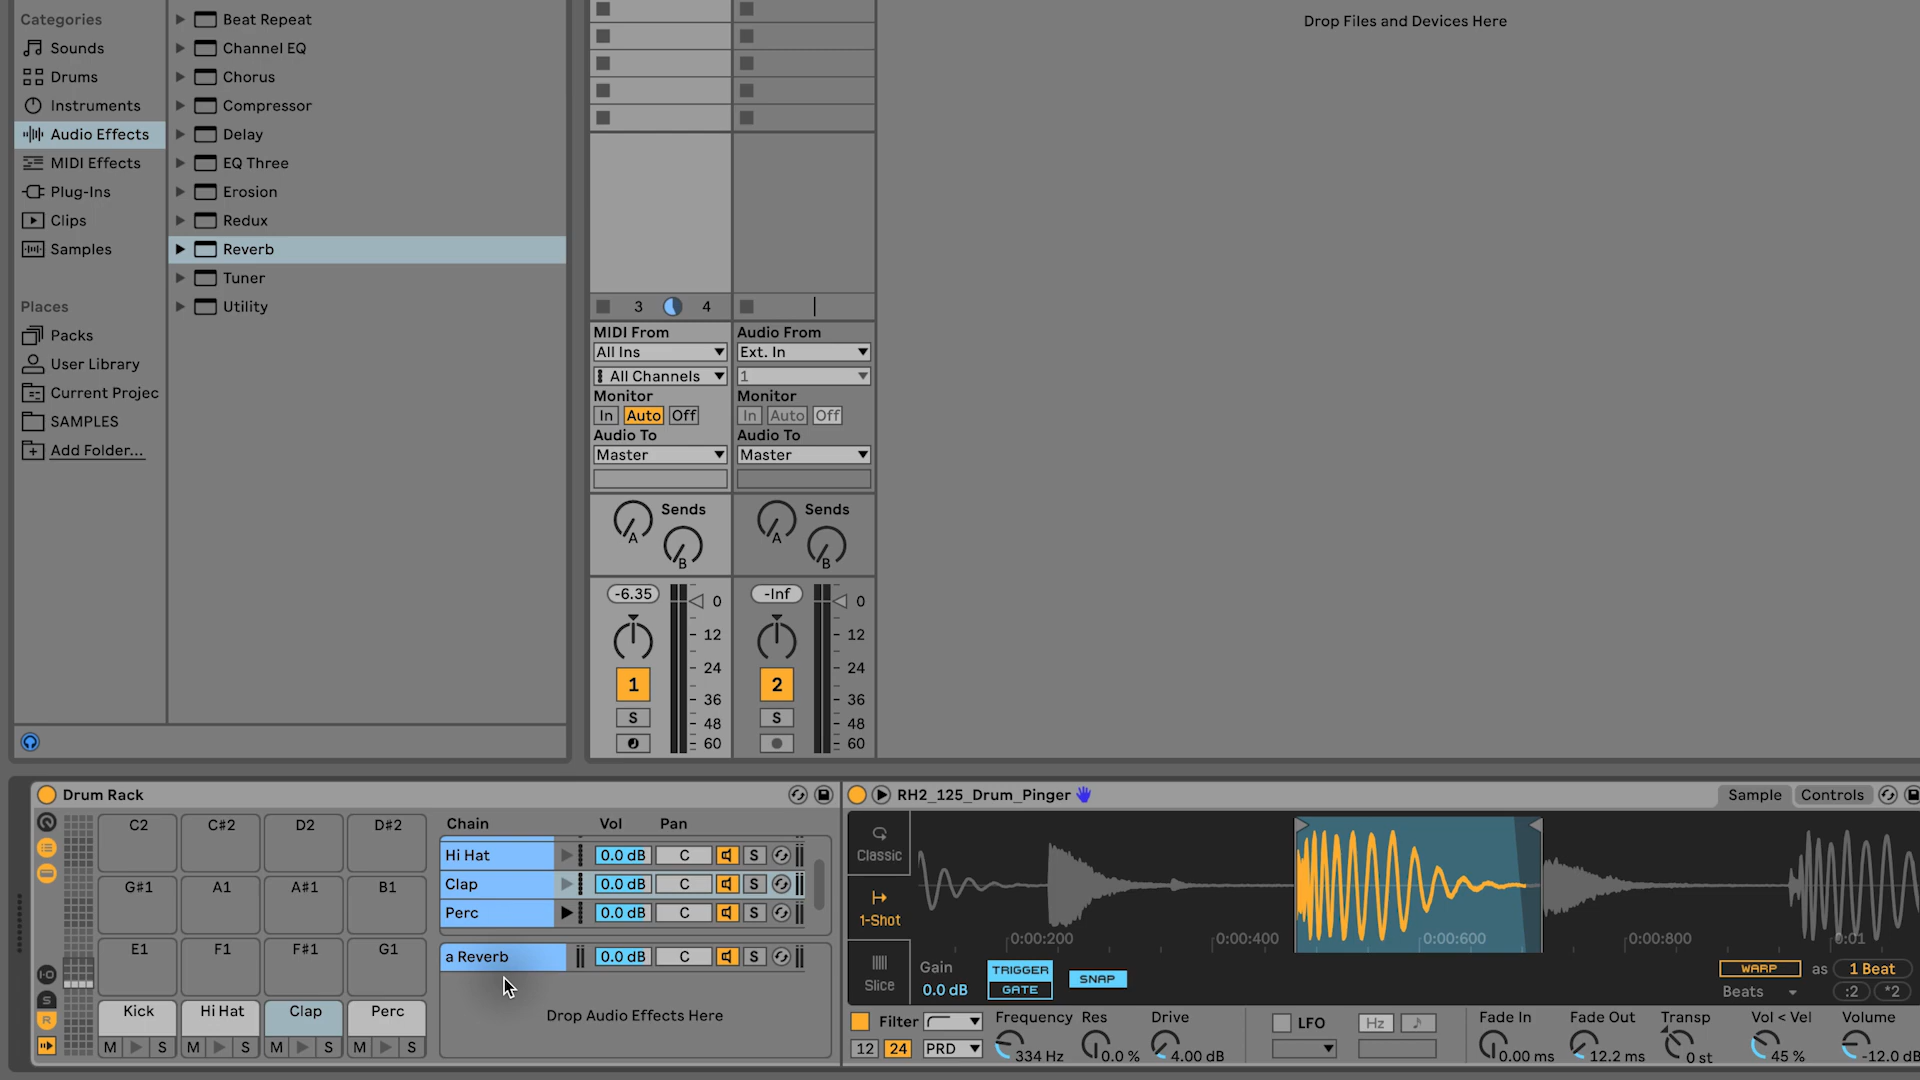 Categories
Sounds
Drums
Instruments
Audio Effects
MIDI Effects
Plug-Ins
Clips
Samples
Places
Packs
User Library
Current Projec
SAMPLES
Add Folder...
Beat Repeat
Channel EQ
Chorus
Compressor
Delay
EQ Three
Erosion
Redux
Reverb
Tuner
Utility
Drop Files and Devices Here
3 4
MIDI From
All Ins
All Channels
Monitor
In Auto Off
Audio To
Master
Sends
A
B
-6.35
0
12
24
36
48
60
1
S
Audio From
Ext. In
1
Monitor
In Auto Off
Audio To
Master
Sends
A
B
-Inf
0
12
24
36
48
60
2
S
Drum Rack
C2 C#2 D2 D#2
G#1 A1 A#1 B1
E1 F1 F#1 G1
Kick Hi Hat Clap Perc
M S M S M S M S
I-O
S
R
Chain Vol Pan
Hi Hat 0.0 dB C S
Clap 0.0 dB C S
Perc 0.0 dB C S
a Reverb 0.0 dB C S
Drop Audio Effects Here
RH2_125_Drum_Pinger
Sample Controls
Classic
1-Shot
Slice
0:00:200 0:00:400 0:00:600 0:00:800 0:01
Gain
0.0 dB
TRIGGER
GATE
SNAP
WARP as 1 Beat
Beats :2 *2
Filter
12 24 PRD
Frequency
334 Hz
Res
0.0 %
Drive
4.00 dB
LFO
Hz
Fade In
0.00 ms
Fade Out
12.2 ms
Transp
0 st
Vol < Vel
45 %
Volume
-12.0 dB